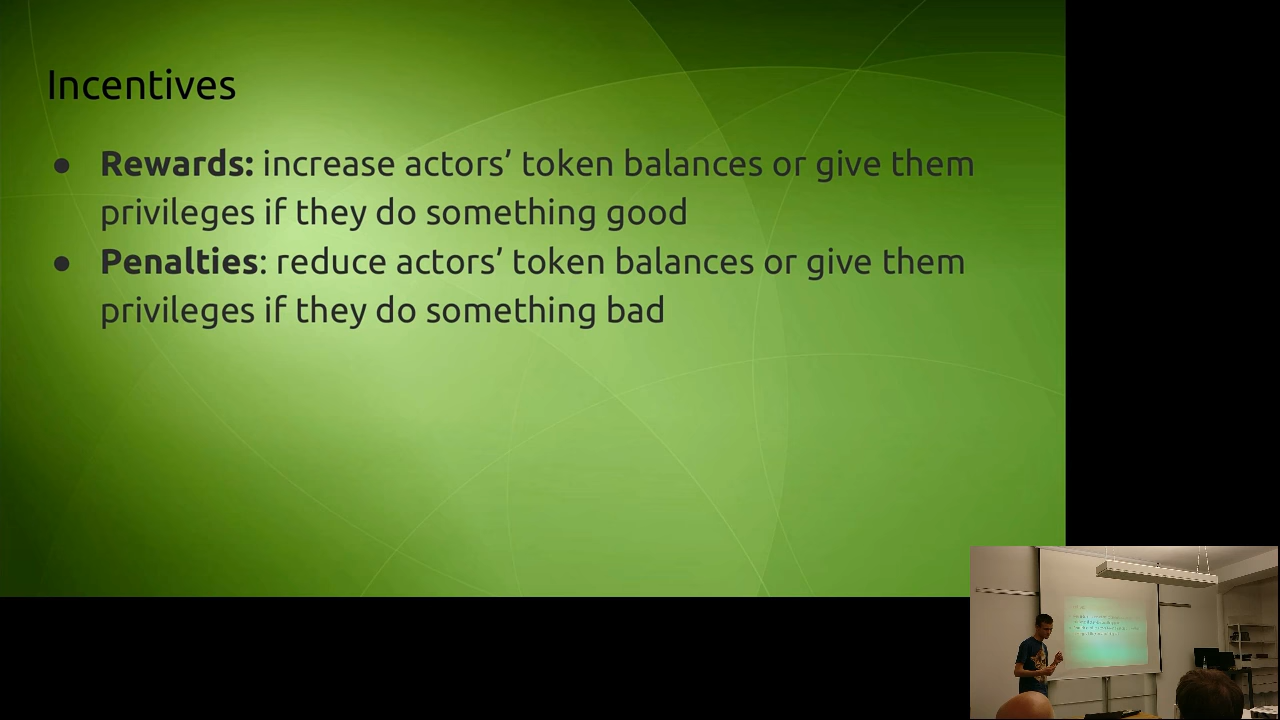 Incentives
● Rewards: increase actors’ token balances or give them
privileges if they do something good
● Penalties: reduce actors’ token balances or give them
privileges if they do something bad